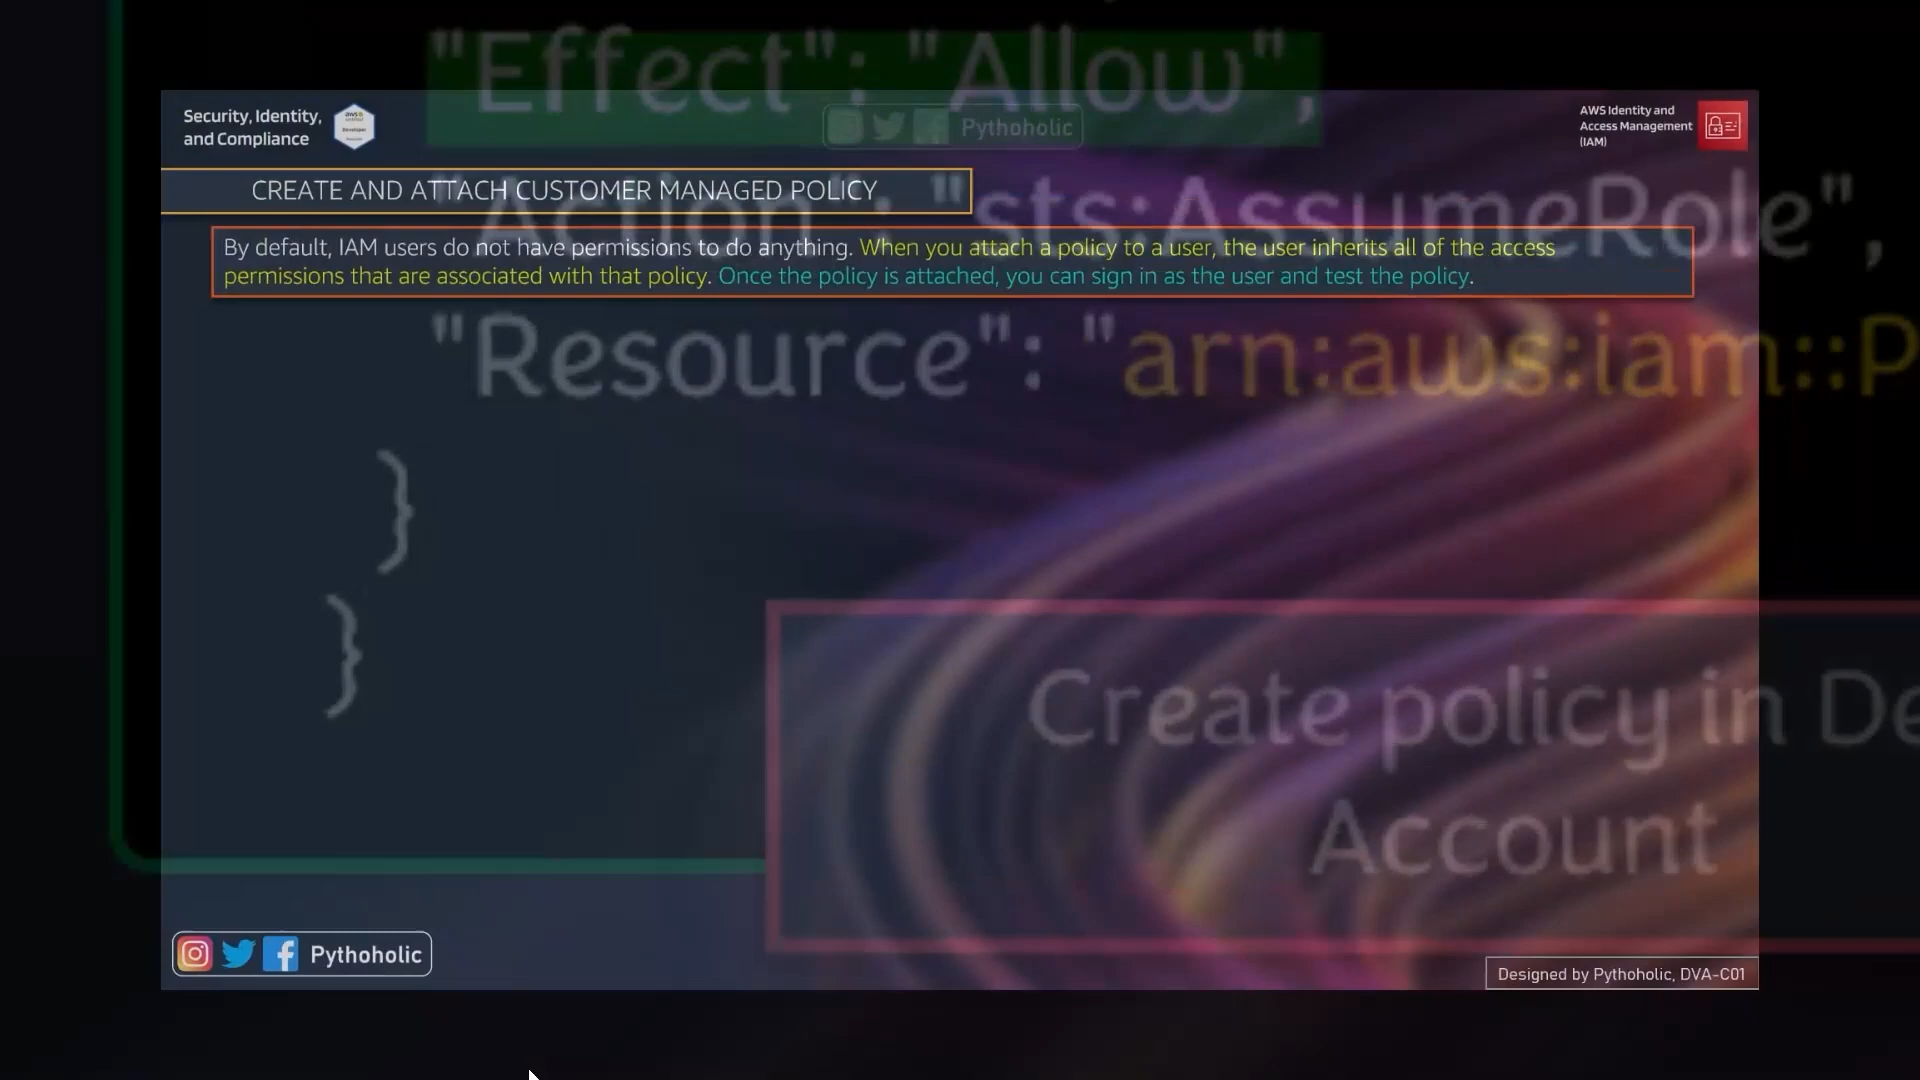 "Effect": "Allow",
Security, Identity,
and Compliance
Pythoholic
AWS Identity and
Access Management
(IAM)
CREATE AND ATTACH CUSTOMER MANAGED POLICY
"Action": "sts:AssumeRole",
By default, IAM users do not have permissions to do anything. When you attach a policy to a user, the user inherits all of the access
permissions that are associated with that policy. Once the policy is attached, you can sign in as the user and test the policy.
"Resource": "arn:aws:iam::P
}
}
Create policy in De
Account
Pythoholic
Designed by Pythoholic, DVA-C01